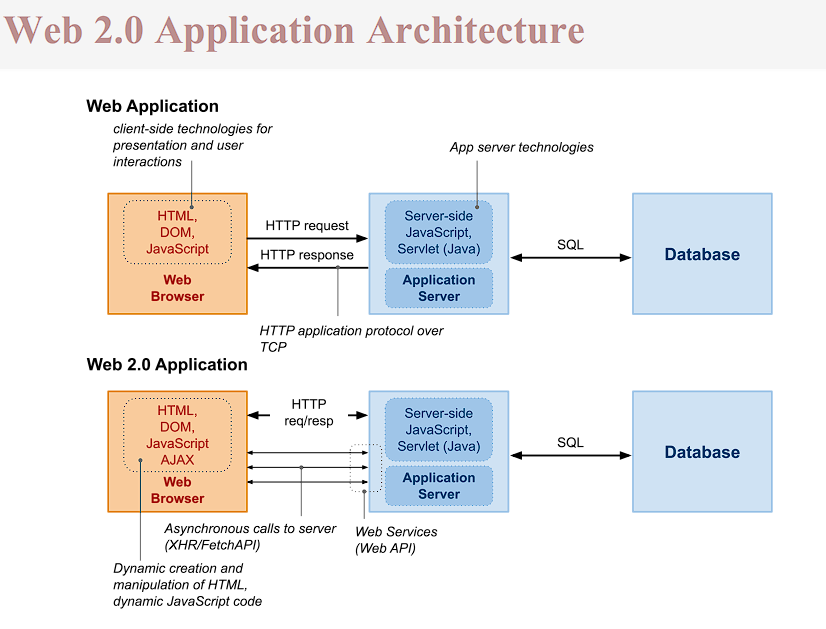 Web 2.0 Application Architecture
Web Application
client-side technologies for
presentation and user
interactions
App server technologies
HTML,
DOM,
JavaScript
Web
Browser
HTTP request
HTTP response
Server-side
JavaScript,
Servlet (Java)
Application
Server
SQL
Database
HTTP application protocol over
TCP
Web 2.0 Application
HTML,
DOM,
JavaScript
AJAX
Web
Browser
HTTP
req/resp
Server-side
JavaScript,
Servlet (Java)
Application
Server
SQL
Database
Asynchronous calls to server
(XHR/FetchAPI)
Web Services
(Web API)
Dynamic creation and
manipulation of HTML,
dynamic JavaScript code